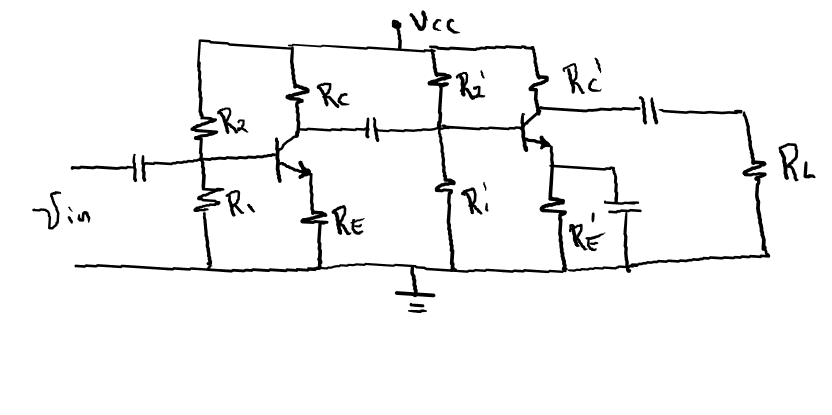 Vcc
R2
Rc
R2'
Rc'
RL
vin
R1
RE
R1'
RE'